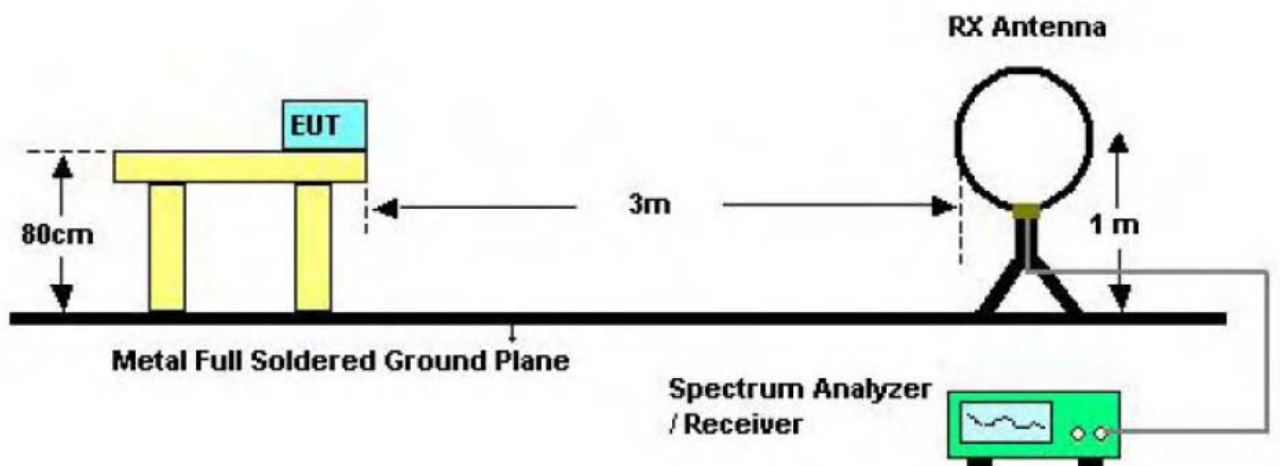 RX Antenna
EUT
80cm
3m
1 m
Metal Full Soldered Ground Plane
Spectrum Analyzer
/ Receiver